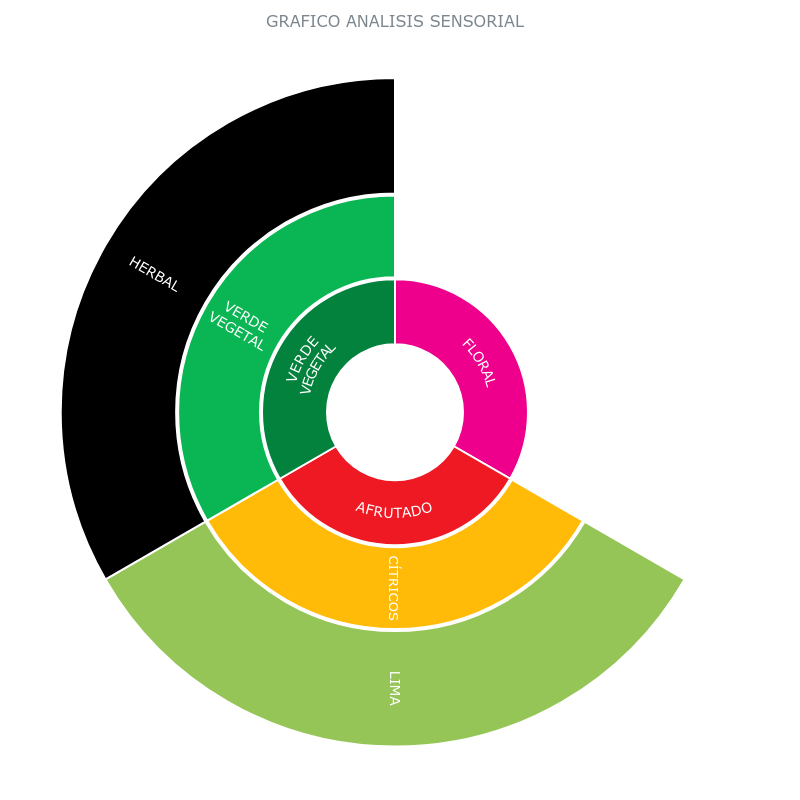 GRAFICO ANALISIS SENSORIAL
HERBAL
VERDE
VEGETAL
VERDE
VEGETAL
FLORAL
AFRUTADO
CÍTRICOS
LIMA